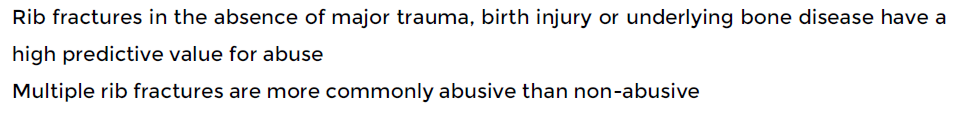 Rib fractures in the absence of major trauma, birth injury or underlying bone disease have a
high predictive value for abuse
Multiple rib fractures are more commonly abusive than non-abusive